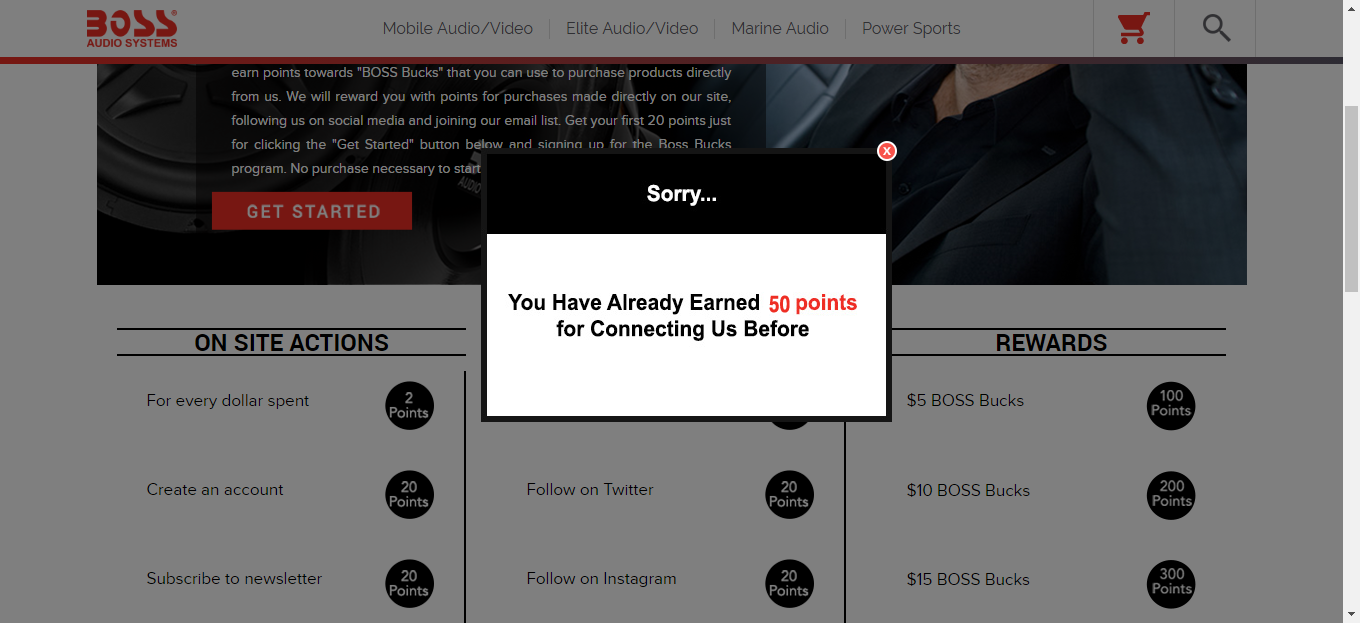 BOSS®
AUDIO SYSTEMS
Mobile Audio/Video
Elite Audio/Video
Marine Audio
Power Sports
earn points towards "BOSS Bucks" that you can use to purchase products directly
from us. We will reward you with points for purchases made directly on our site,
following us on social media and joining our email list. Get your first 20 points just
for clicking the "Get Started" button below and signing up for the Boss Bucks
program. No purchase necessary to start
GET STARTED
X
Sorry...
You Have Already Earned 50 points
for Connecting Us Before
ON SITE ACTIONS
For every dollar spent
2
Points
Create an account
20
Points
Subscribe to newsletter
20
Points
Follow on Twitter
20
Points
Follow on Instagram
20
Points
REWARDS
$5 BOSS Bucks
100
Points
$10 BOSS Bucks
200
Points
$15 BOSS Bucks
300
Points